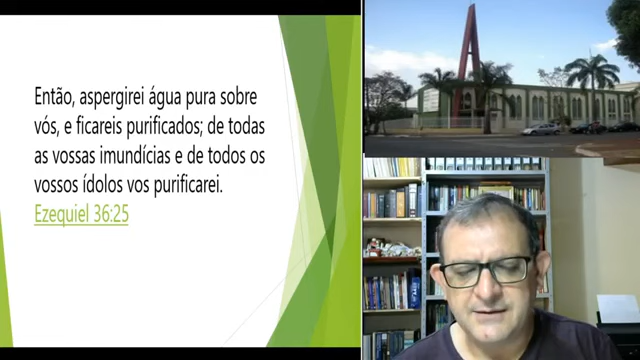 Então, aspergirei água pura sobre
vós, e ficareis purificados; de todas
as vossas imundícias e de todos os
vossos ídolos vos purificarei.
Ezequiel 36:25